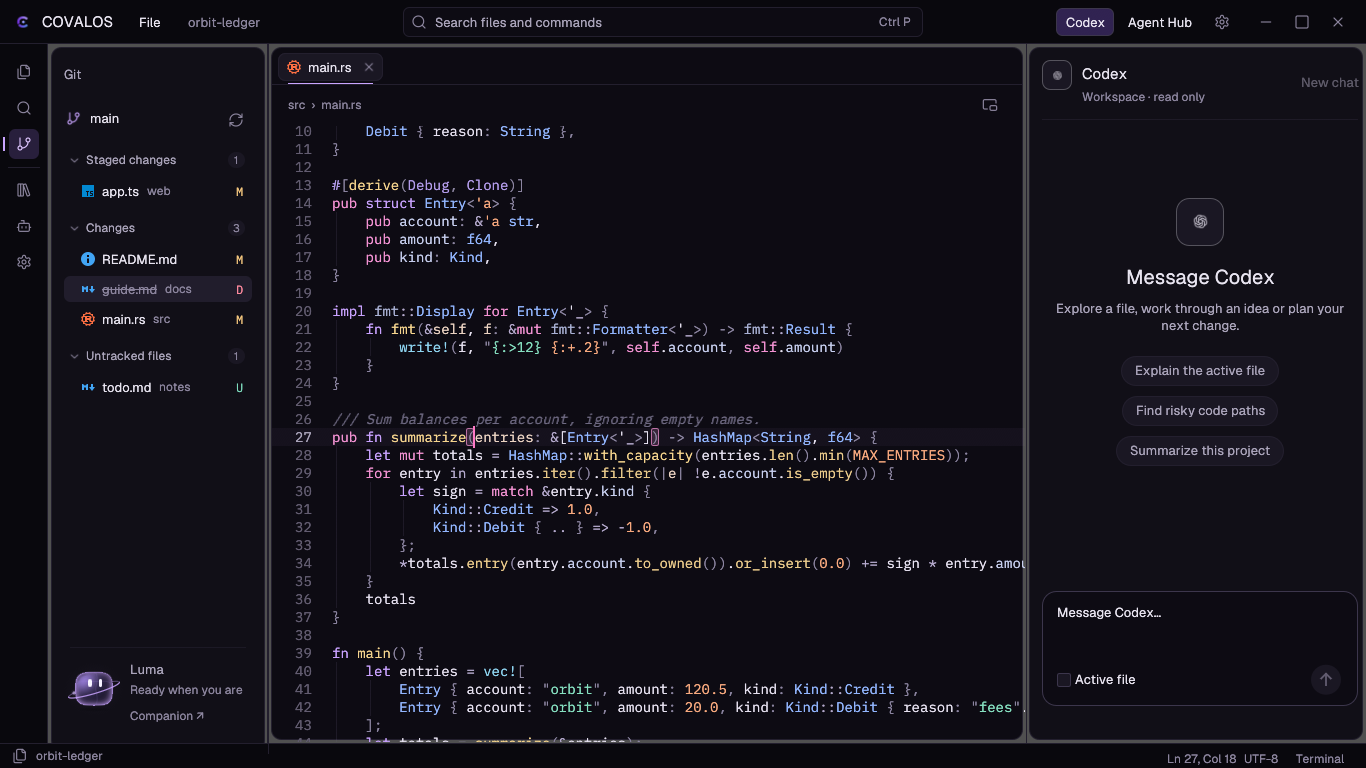 COVALOS File orbit-ledger Search files and commands Ctrl P Codex Agent Hub
Git
main
Staged changes 1
app.ts web M
Changes 3
README.md M
guide.md docs D
main.rs src M
Untracked files 1
todo.md notes U
Luma
Ready when you are
Companion ↗
main.rs
src › main.rs
10     Debit { reason: String },
11 }
12
13 #[derive(Debug, Clone)]
14 pub struct Entry<'a> {
15     pub account: &'a str,
16     pub amount: f64,
17     pub kind: Kind,
18 }
19
20 impl fmt::Display for Entry<'_> {
21     fn fmt(&self, f: &mut fmt::Formatter<'_>) -> fmt::Result {
22         write!(f, "{:>12} {:+.2}", self.account, self.amount)
23     }
24 }
25
26 /// Sum balances per account, ignoring empty names.
27 pub fn summarize(entries: &[Entry<'_>]) -> HashMap<String, f64> {
28     let mut totals = HashMap::with_capacity(entries.len().min(MAX_ENTRIES));
29     for entry in entries.iter().filter(|e| !e.account.is_empty()) {
30         let sign = match &entry.kind {
31             Kind::Credit => 1.0,
32             Kind::Debit { .. } => -1.0,
33         };
34         *totals.entry(entry.account.to_owned()).or_insert(0.0) += sign * entry.amou
35     }
36     totals
37 }
38
39 fn main() {
40     let entries = vec![
41         Entry { account: "orbit", amount: 120.5, kind: Kind::Credit },
42         Entry { account: "orbit", amount: 20.0, kind: Kind::Debit { reason: "fees".
43     ];
Codex
Workspace · read only
New chat
Message Codex
Explore a file, work through an idea or plan your
next change.
Explain the active file
Find risky code paths
Summarize this project
Message Codex…
Active file
orbit-ledger Ln 27, Col 18 UTF-8 Terminal